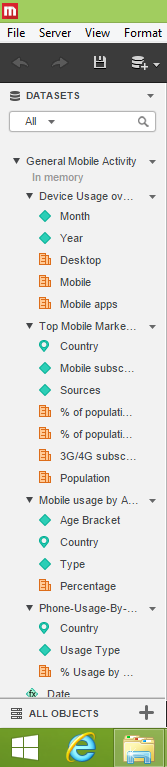 m
File Server View Format
DATASETS
All
General Mobile Activity
In memory
Device Usage ov...
Month
Year
Desktop
Mobile
Mobile apps
Top Mobile Marke...
Country
Mobile subsc...
Sources
% of populati...
% of populati...
3G/4G subsc...
Population
Mobile usage by A...
Age Bracket
Country
Type
Percentage
Phone-Usage-By-...
Country
Usage Type
% Usage by ...
fx Date
ALL OBJECTS